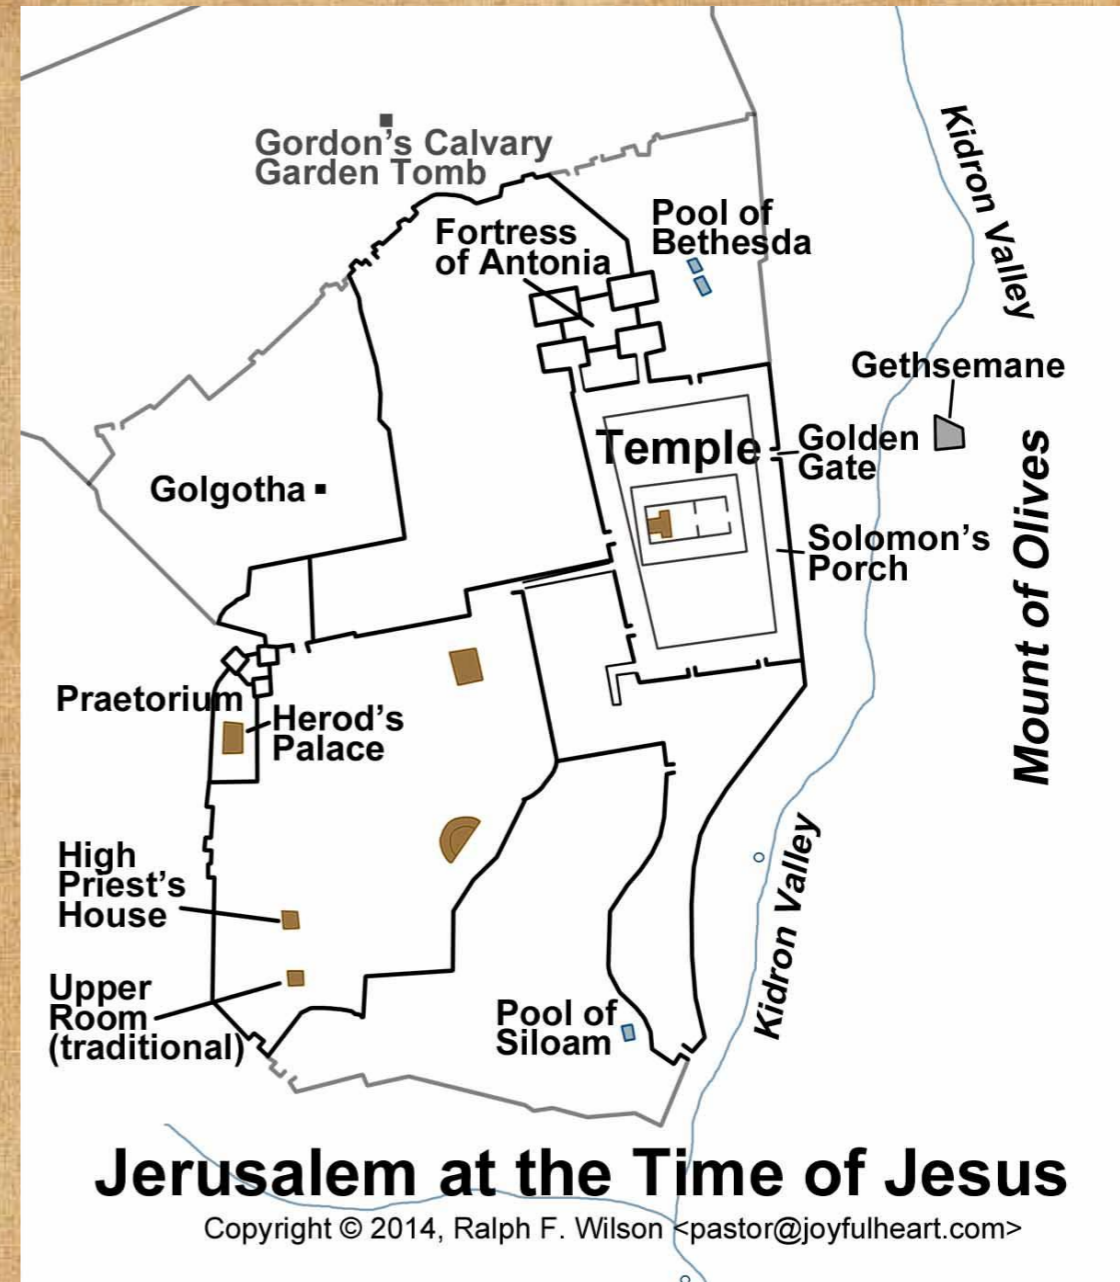 Gordon's Calvary
Garden Tomb
Kidron Valley
Fortress
of Antonia
Pool of
Bethesda
Gethsemane
Temple
Golden
Gate
Golgotha
Solomon's
Porch
Mount of Olives
Praetorium
Herod's
Palace
High
Priest's
House
Kidron Valley
Upper
Room
(traditional)
Pool of
Siloam
Jerusalem at the Time of Jesus
Copyright © 2014, Ralph F. Wilson <pastor@joyfulheart.com>